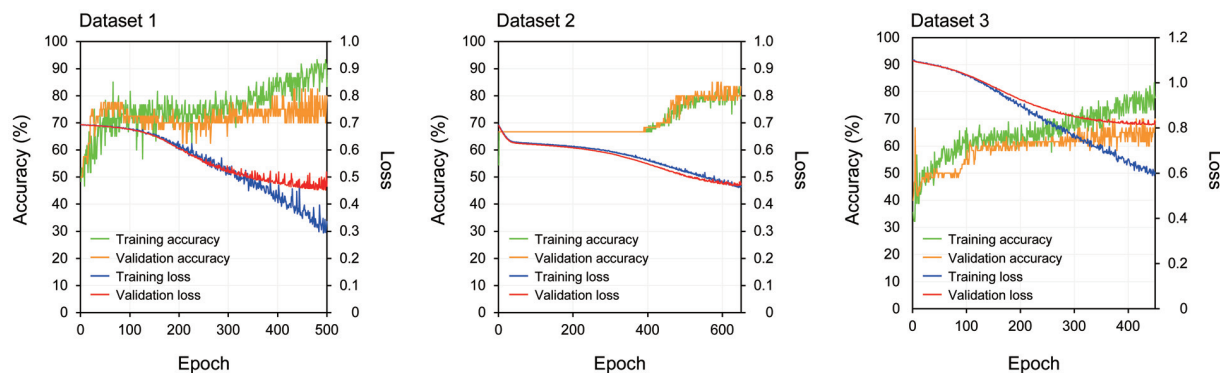 Dataset 1
Accuracy (%)
100
90
80
70
60
50
40
30
20
10
0
1.0
0.9
0.8
0.7
0.6
0.5
0.4
0.3
0.2
0.1
0
Loss
Training accuracy
Validation accuracy
Training loss
Validation loss
0 100 200 300 400 500
Epoch
Dataset 2
Accuracy (%)
100
90
80
70
60
50
40
30
20
10
0
1.0
0.9
0.8
0.7
0.6
0.5
0.4
0.3
0.2
0.1
0
Loss
Training accuracy
Validation accuracy
Training loss
Validation loss
0 200 400 600
Epoch
Dataset 3
Accuracy (%)
100
90
80
70
60
50
40
30
20
10
0
1.2
1.0
0.8
0.6
0.4
0.2
0
Loss
Training accuracy
Validation accuracy
Training loss
Validation loss
0 100 200 300 400
Epoch